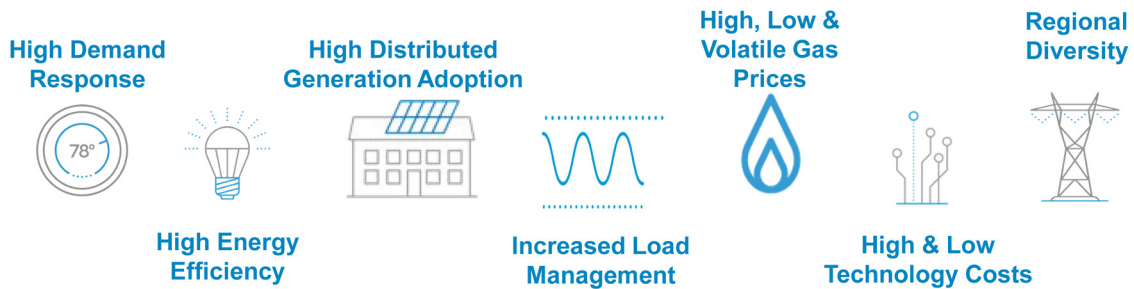 High Demand
Response
78°
High Energy
Efficiency
High Distributed
Generation Adoption
Increased Load
Management
High, Low &
Volatile Gas
Prices
High & Low
Technology Costs
Regional
Diversity